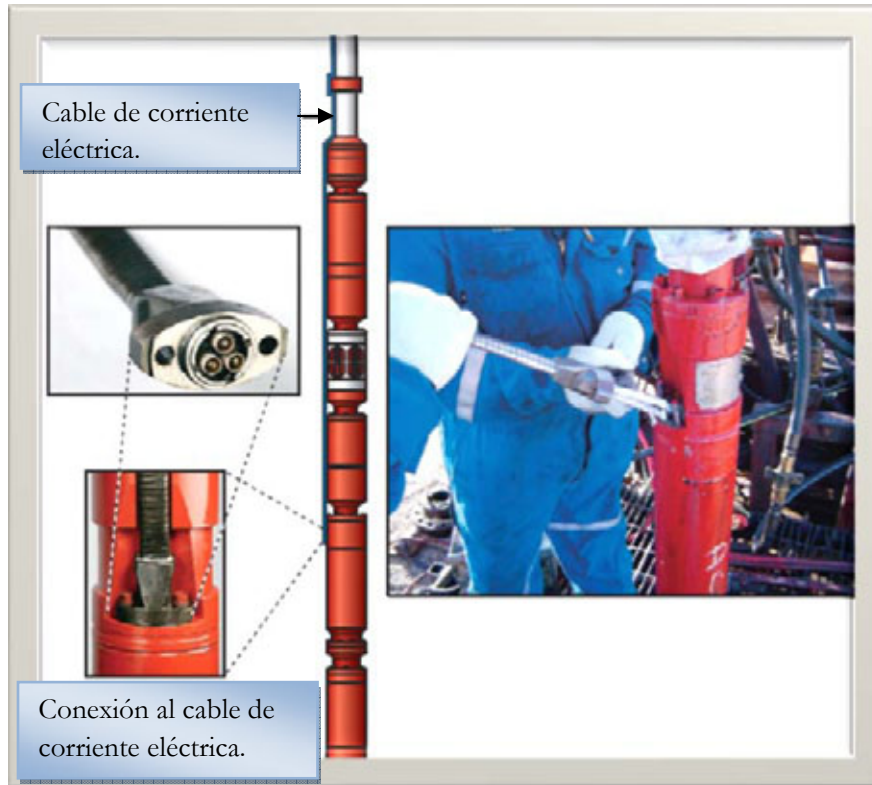 Cable de corriente
eléctrica.
Conexión al cable de
corriente eléctrica.